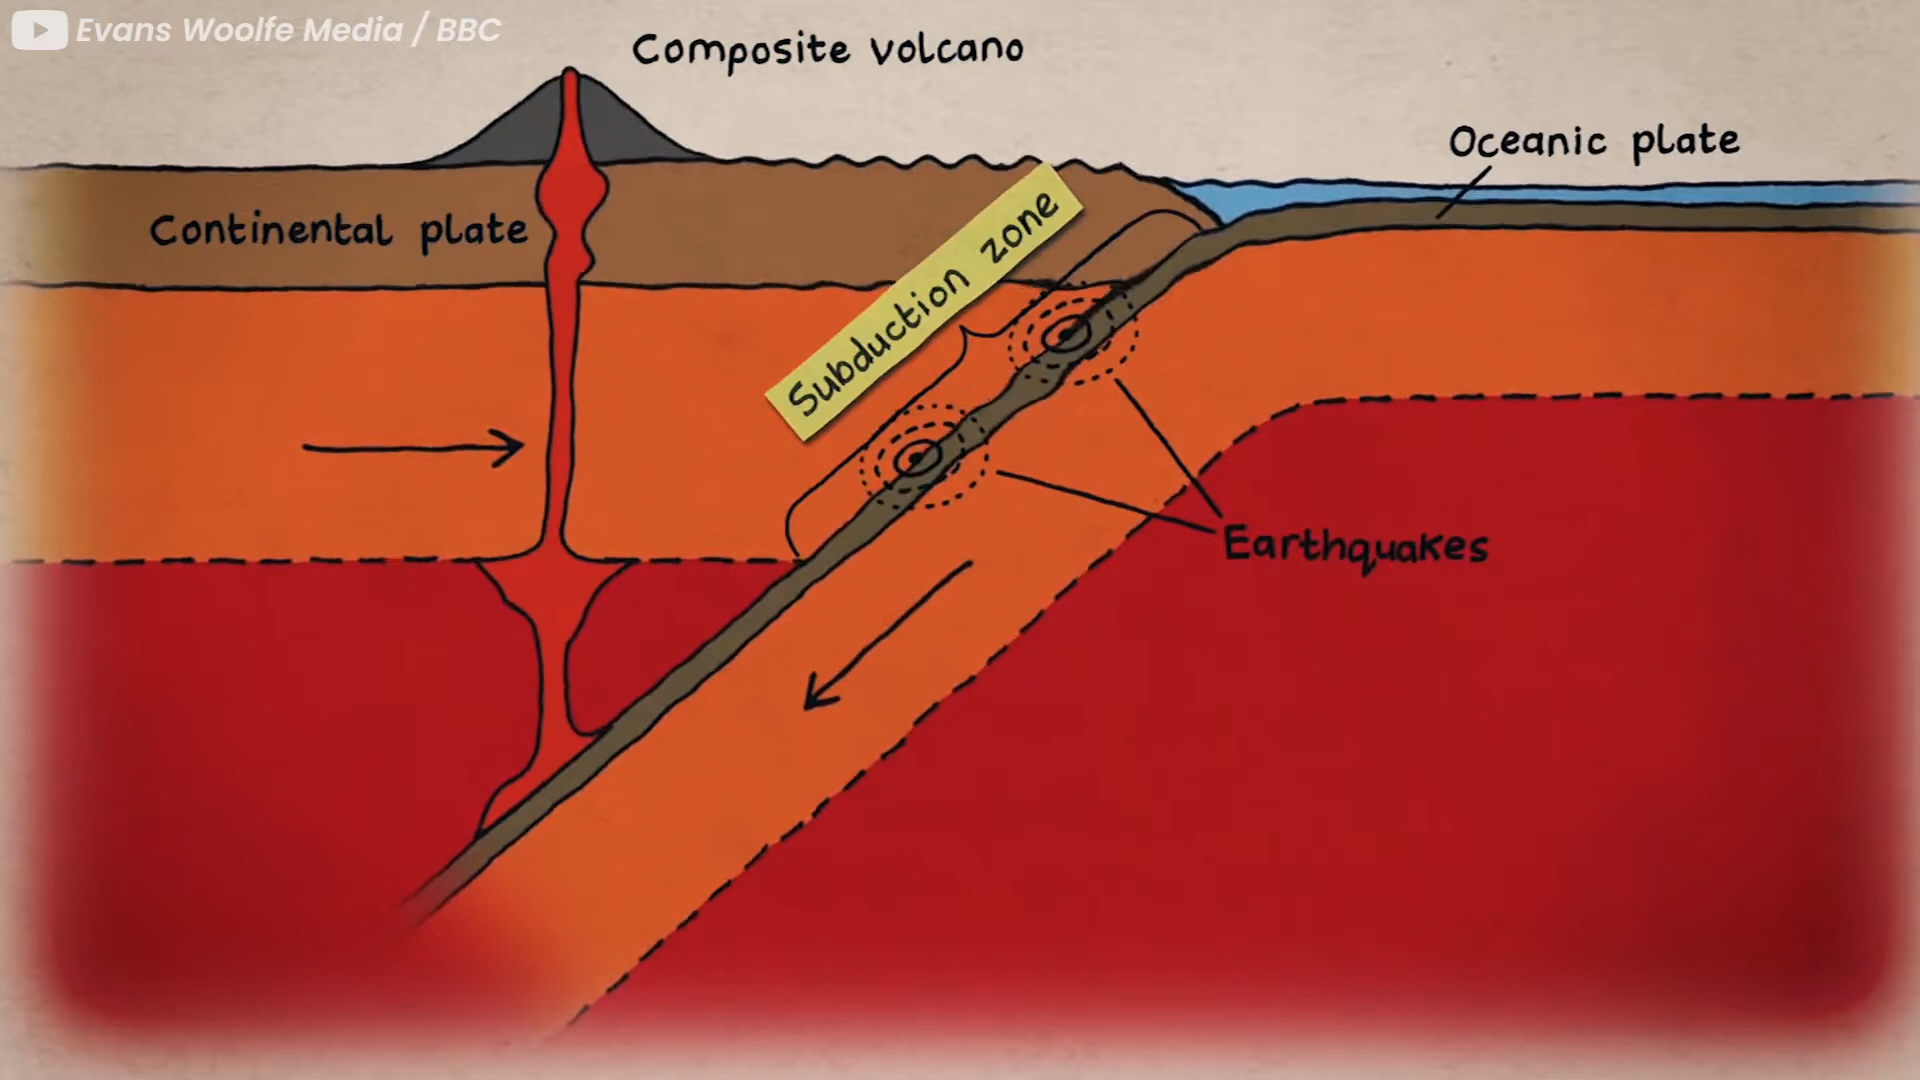 Evans Woolfe Media / BBC
Composite volcano
Oceanic plate
Continental plate
Subduction zone
Earthquakes